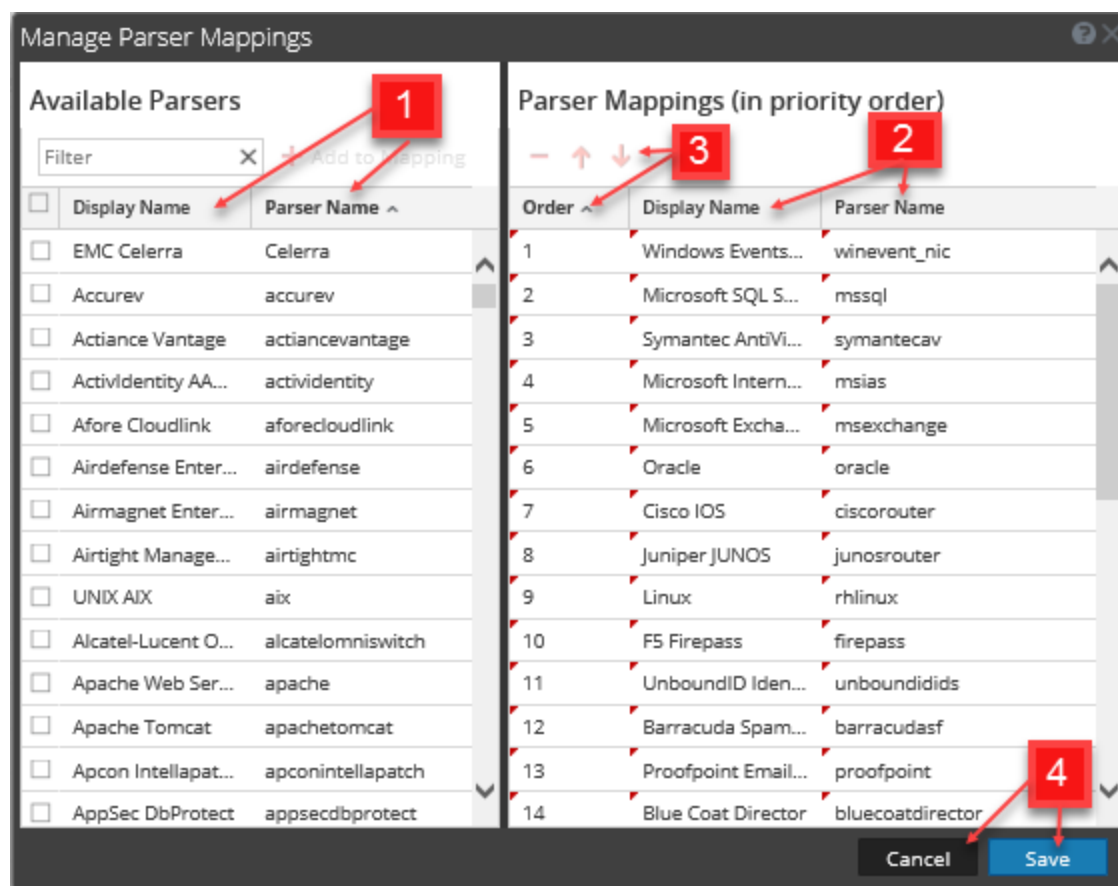 Manage Parser Mappings
Available Parsers
1
Filter
Add to Mapping
Display Name Parser Name
EMC Celerra Celerra
Accurev accurev
Actiance Vantage actiancevantage
ActivIdentity AA... actividentity
Afore Cloudlink aforecloudlink
Airdefense Enter... airdefense
Airmagnet Enter... airmagnet
Airtight Manage... airtightmc
UNIX AIX aix
Alcatel-Lucent O... alcatelomniswitch
Apache Web Ser... apache
Apache Tomcat apachetomcat
Apcon Intellapat... apconintellapatch
AppSec DbProtect appsecdbprotect
Parser Mappings (in priority order)
3
2
Order Display Name Parser Name
1 Windows Events... winevent_nic
2 Microsoft SQL S... mssql
3 Symantec AntiVi... symantecav
4 Microsoft Intern... msias
5 Microsoft Excha... msexchange
6 Oracle oracle
7 Cisco IOS ciscorouter
8 Juniper JUNOS junosrouter
9 Linux rhlinux
10 F5 Firepass firepass
11 UnboundID Iden... unboundidids
12 Barracuda Spam... barracudasf
13 Proofpoint Email... proofpoint
14 Blue Coat Director bluecoatdirector
4
Cancel Save